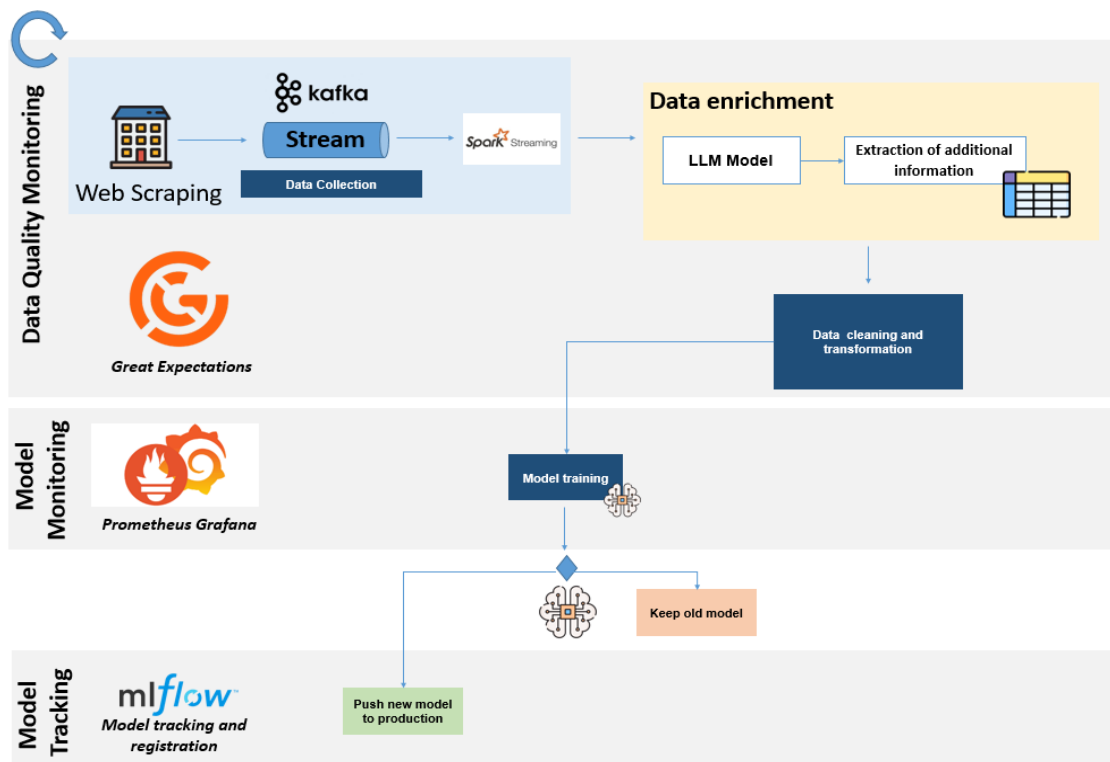 Data Quality Monitoring
kafka
Stream
Data Collection
Web Scraping
Spark Streaming
Data enrichment
LLM Model
Extraction of additional
information
Great Expectations
Data cleaning and
transformation
Model
Monitoring
Prometheus Grafana
Model training
Keep old model
Model
Tracking
mlflow™
Model tracking and
registration
Push new model
to production